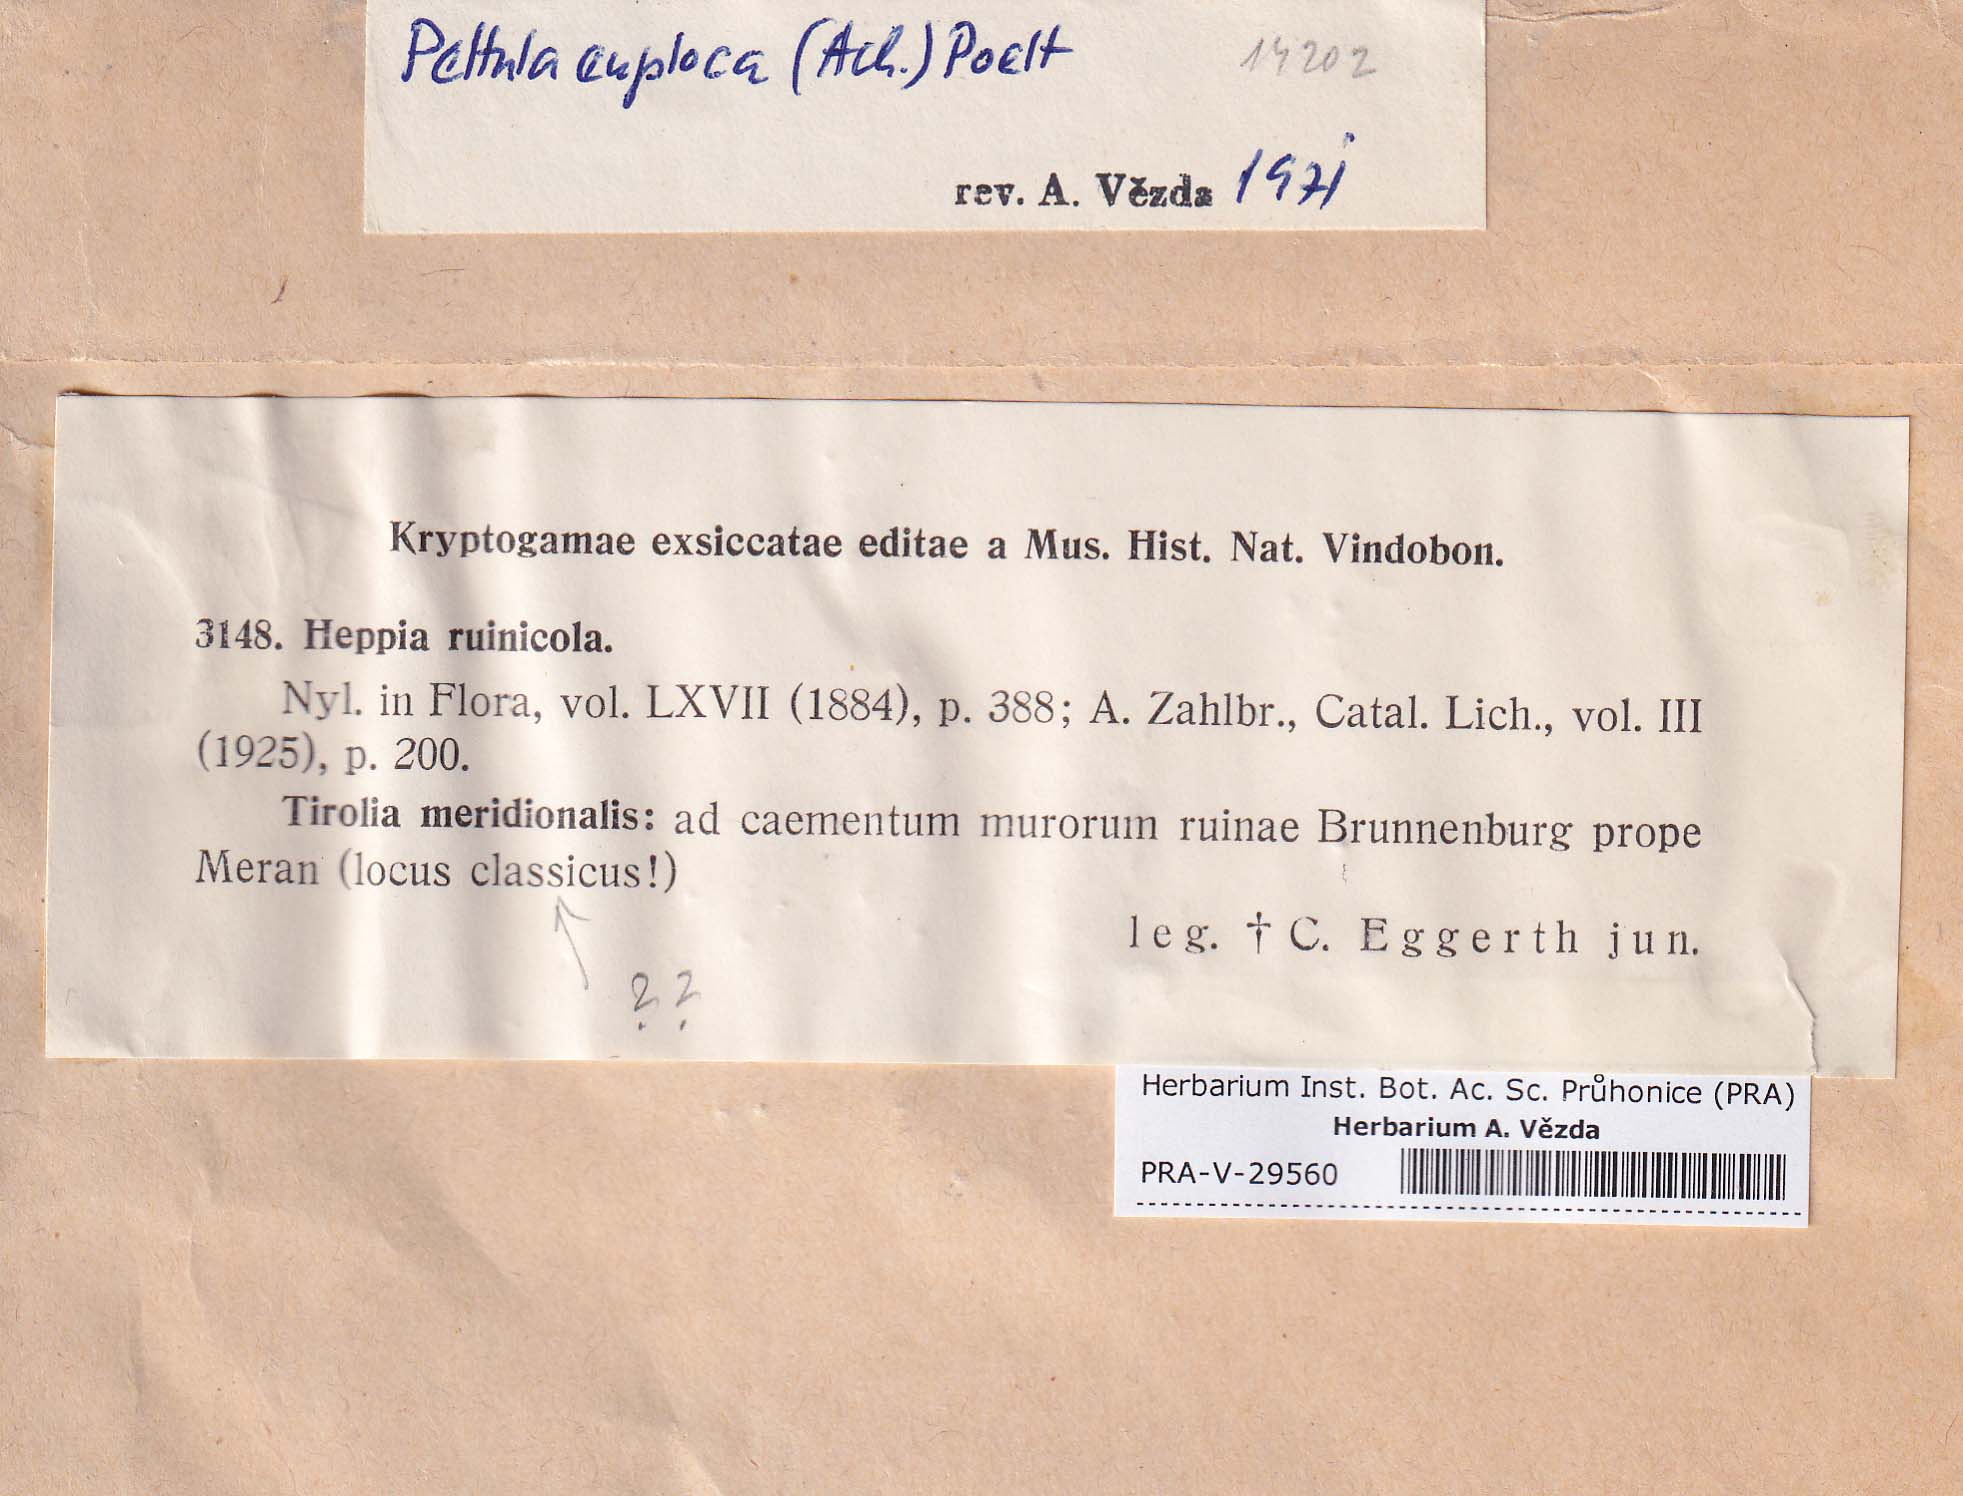 Peltula euploca (Ach.) Poelt 14202
rev. A. Vězda 1971
Kryptogamae exsiccatae editae a Mus. Hist. Nat. Vindobon.
3148. Heppia ruinicola.
Nyl. in Flora, vol. LXVII (1884), p. 388; A. Zahlbr., Catal. Lich., vol. III
(1925), p. 200.
Tirolia meridionalis: ad caementum murorum ruinae Brunnenburg prope
Meran (locus classicus!)
leg. † C. Eggerth jun.
??
Herbarium Inst. Bot. Ac. Sc. Průhonice (PRA)
Herbarium A. Vězda
PRA-V-29560